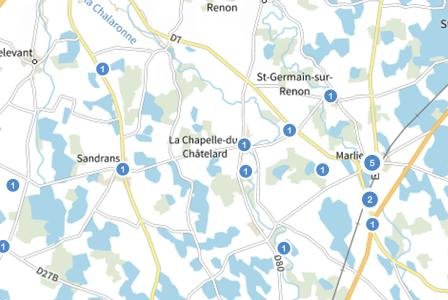 Renon
la Chalaronne
D7
elevant
St-Germain-sur-
Renon
1
1
1
La Chapelle-du-
Châtelard
1
Sandrans
Marlie
5
1
1
1
1
2
1
1
1
D80
D27B